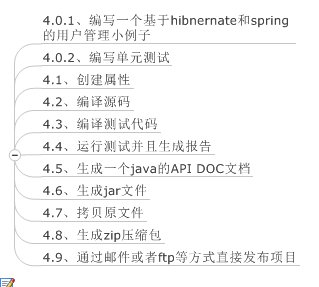 4.0.1、编写一个基于hibnernate和spring
的用户管理小例子
4.0.2、编写单元测试
4.1、创建属性
4.2、编译源码
4.3、编译测试代码
4.4、运行测试并且生成报告
4.5、生成一个java的API DOC文档
4.6、生成jar文件
4.7、拷贝原文件
4.8、生成zip压缩包
4.9、通过邮件或者ftp等方式直接发布项目